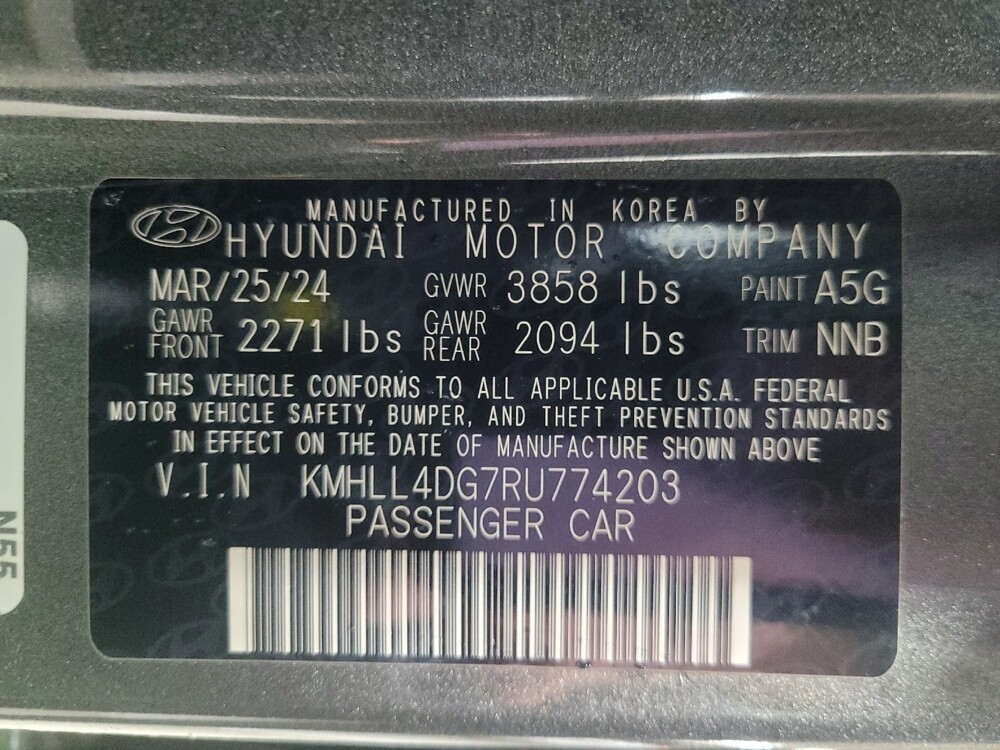 MANUFACTURED IN KOREA BY
HYUNDAI MOTOR COMPANY
MAR/25/24 GVWR 3858 lbs PAINT A5G
GAWR FRONT 2271 lbs GAWR REAR 2094 lbs TRIM NNB
THIS VEHICLE CONFORMS TO ALL APPLICABLE U.S.A. FEDERAL
MOTOR VEHICLE SAFETY, BUMPER, AND THEFT PREVENTION STANDARDS
IN EFFECT ON THE DATE OF MANUFACTURE SHOWN ABOVE
V.I.N KMHLL4DG7RU774203
PASSENGER CAR
N55